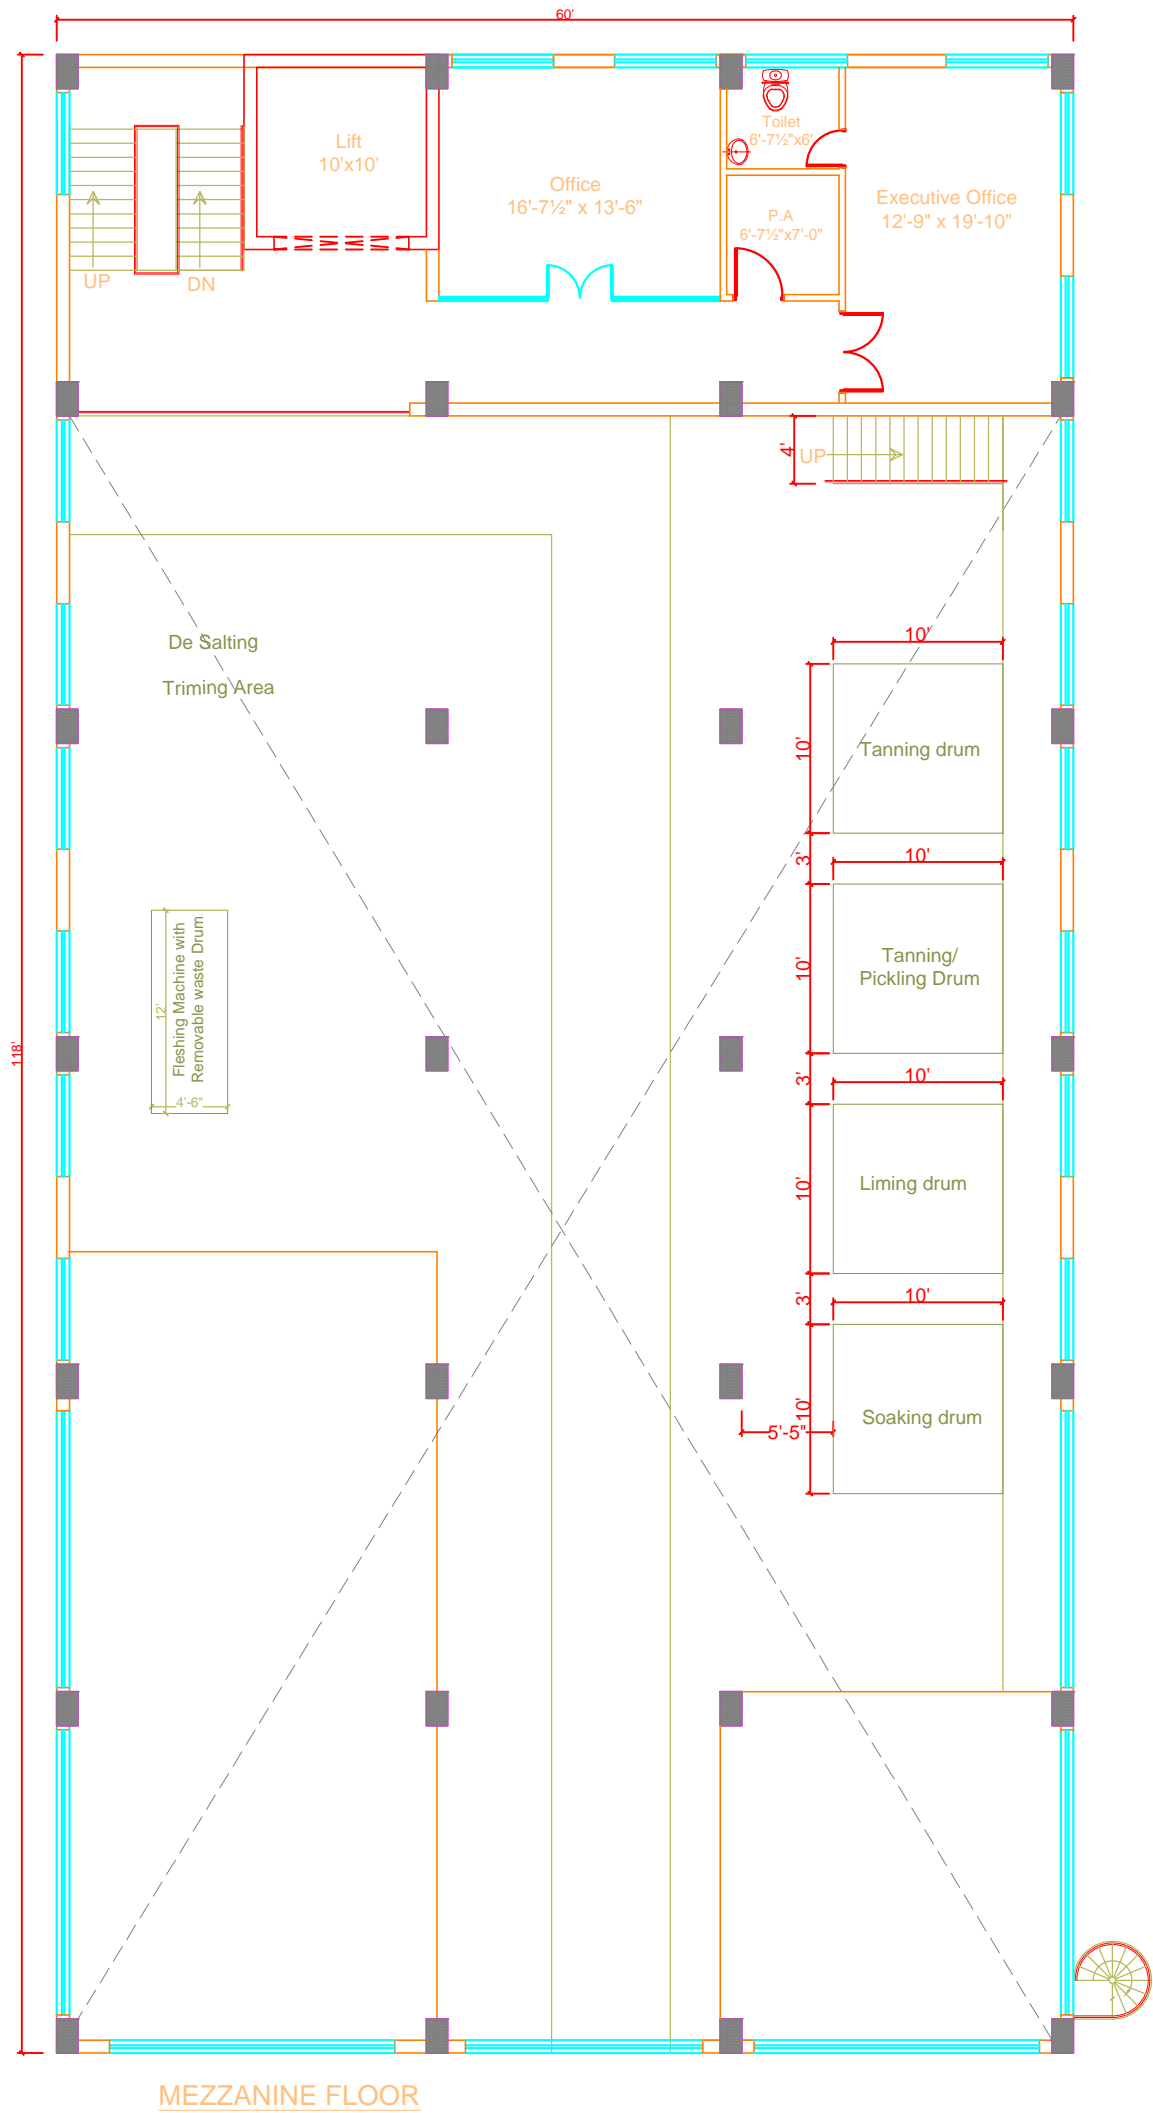 60'
Lift
10'x10'
Office
16'-7½" x 13'-6"
Toilet
6'-7½"x6'
P.A
6'-7½"x7'-0"
Executive Office
12'-9" x 19'-10"
UP
DN
4'
UP
De Salting
Triming Area
10'
10'
Tanning drum
3'
10'
10'
Tanning/
Pickling Drum
12'
Fleshing Machine with
Removable waste Drum
4'-6"
118'
3'
10'
10'
Liming drum
3'
10'
10'
Soaking drum
5'-5"
MEZZANINE FLOOR